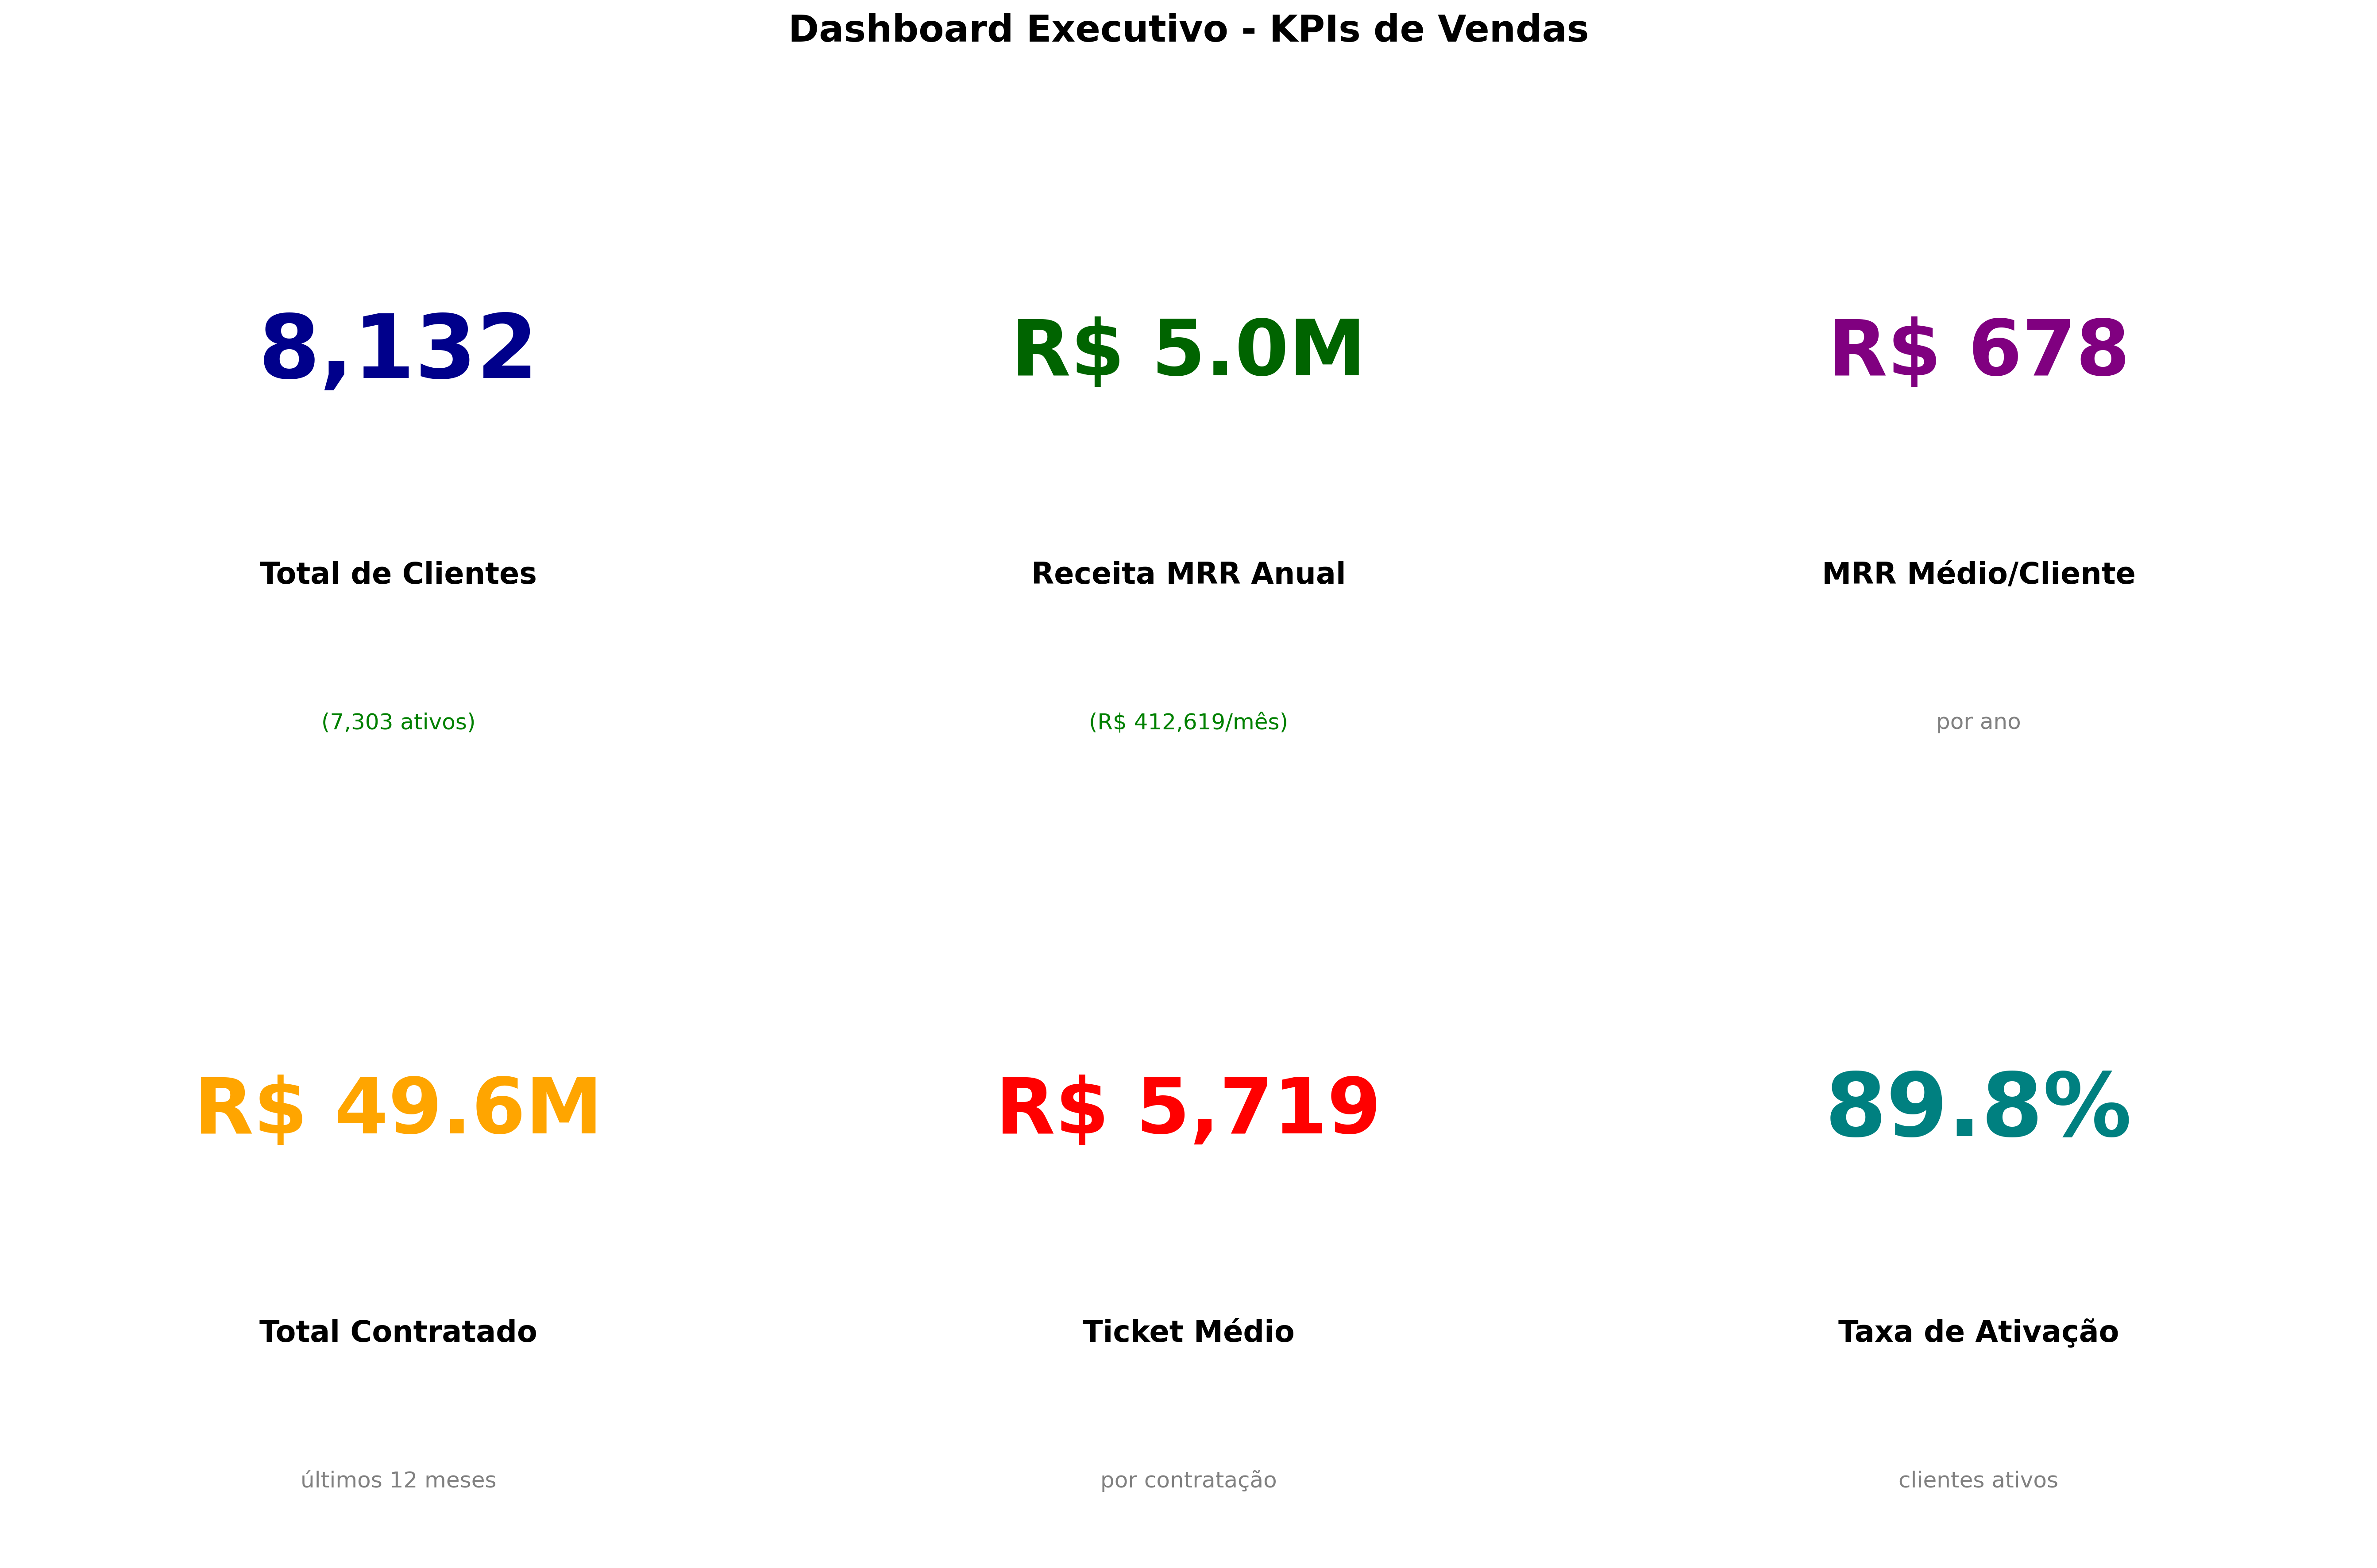 Dashboard Executivo - KPIs de Vendas
8,132
Total de Clientes
(7,303 ativos)
R$ 5.0M
Receita MRR Anual
(R$ 412,619/mês)
R$ 678
MRR Médio/Cliente
por ano
R$ 49.6M
Total Contratado
últimos 12 meses
R$ 5,719
Ticket Médio
por contratação
89.8%
Taxa de Ativação
clientes ativos